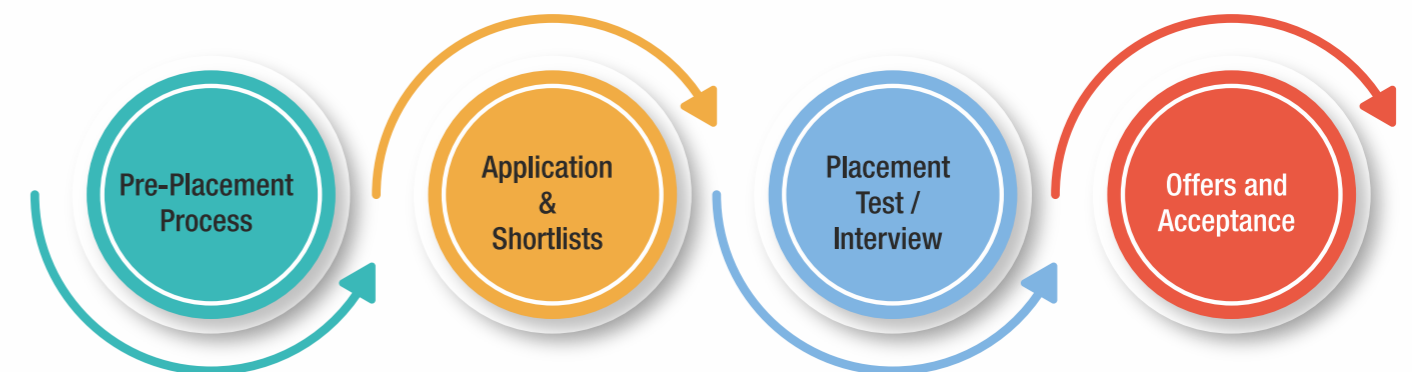 Pre-Placement
Process
Application
&
Shortlists
Placement
Test /
Interview
Offers and
Acceptance